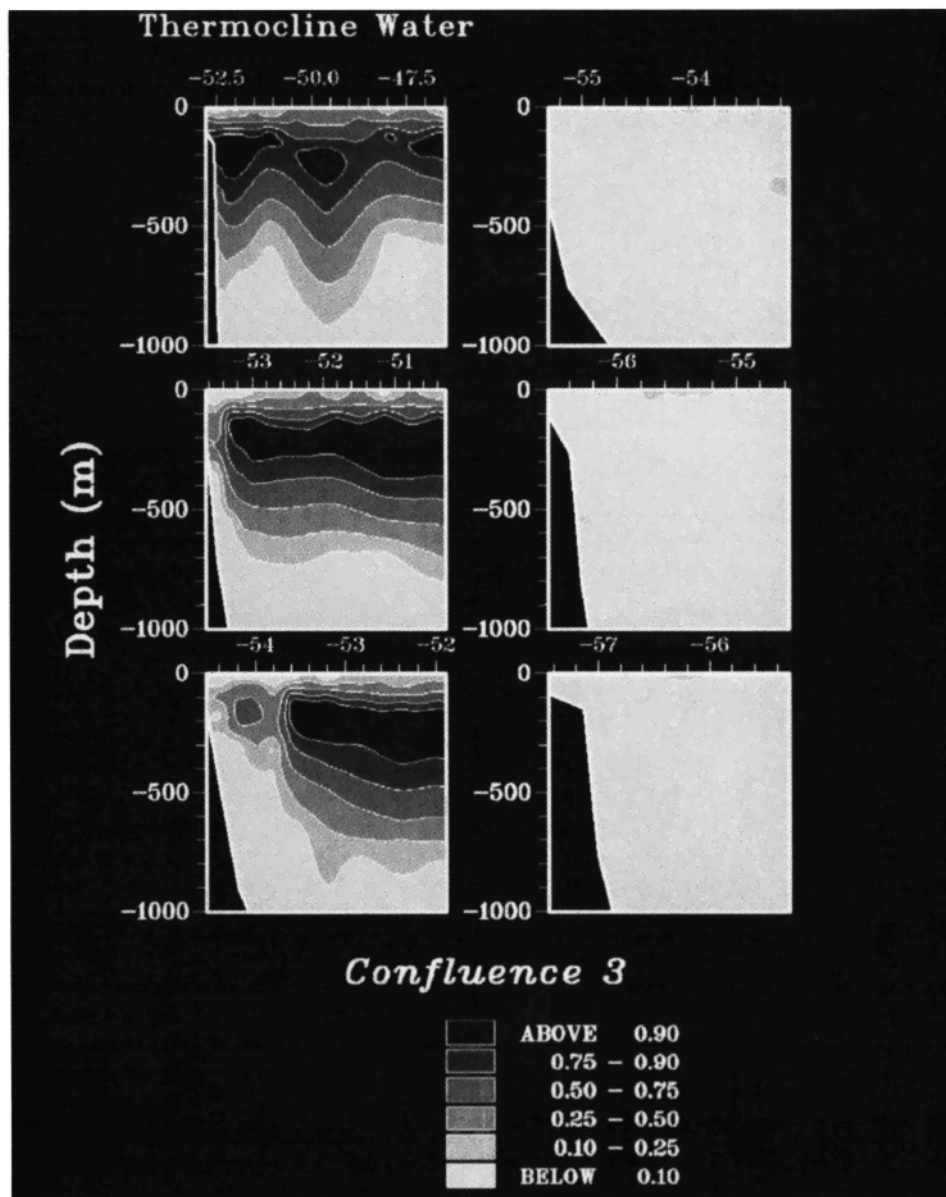 Thermocline Water
-52.5 -50.0 -47.5 -55 -54
0 0
-500 -500
-1000 -1000
-53 -52 -51 -56 -55
0 0
-500 -500
-1000 -1000
-54 -53 -52 -57 -56
0 0
-500 -500
-1000 -1000
Depth (m)
Confluence 3
ABOVE 0.90
0.75 - 0.90
0.50 - 0.75
0.25 - 0.50
0.10 - 0.25
BELOW 0.10